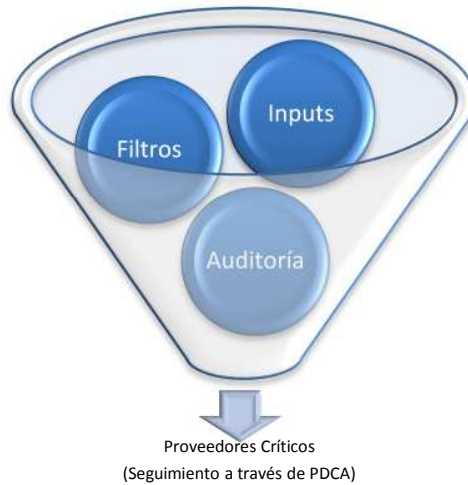 Inputs
Filtros
Auditoría
Proveedores Críticos
(Seguimiento a través de PDCA)